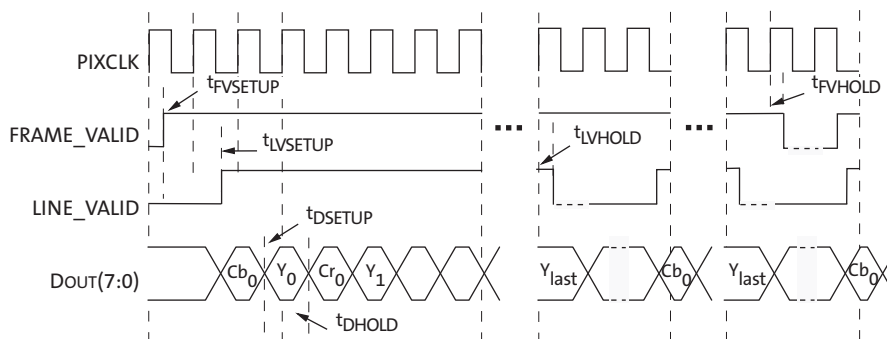 PIXCLK
tFVSETUP
tFVHOLD
FRAME_VALID
tLVSETUP
tLVHOLD
LINE_VALID
tDSETUP
DOUT(7:0)
Cb0 Y0 Cr0 Y1 Ylast Cb0 Ylast Cb0
tDHOLD